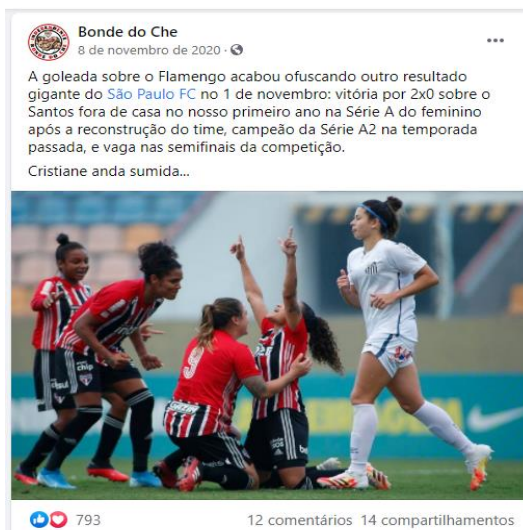 Bonde do Che
8 de novembro de 2020 ·
A goleada sobre o Flamengo acabou ofuscando outro resultado
gigante do São Paulo FC no 1 de novembro: vitória por 2x0 sobre o
Santos fora de casa no nosso primeiro ano na Série A do feminino
após a reconstrução do time, campeão da Série A2 na temporada
passada, e vaga nas semifinais da competição.
Cristiane anda sumida...
9
793
12 comentários 14 compartilhamentos